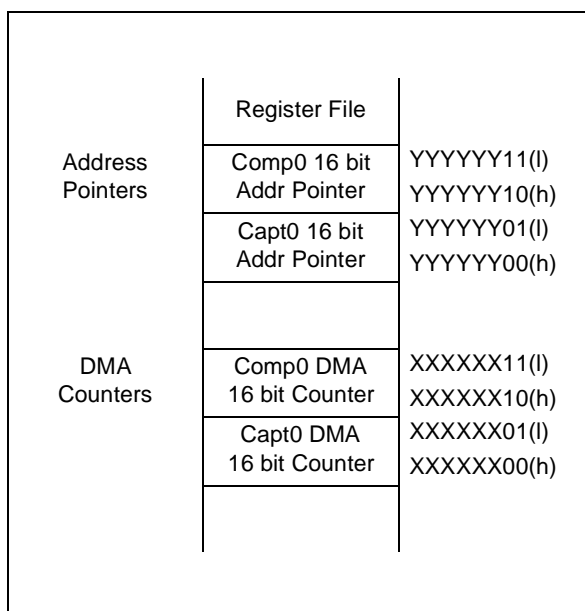 Register File
Address
Pointers
Comp0 16 bit
Addr Pointer
YYYYYY11(l)
YYYYYY10(h)
Capt0 16 bit
Addr Pointer
YYYYYY01(l)
YYYYYY00(h)
DMA
Counters
Comp0 DMA
16 bit Counter
XXXXXX11(l)
XXXXXX10(h)
Capt0 DMA
16 bit Counter
XXXXXX01(l)
XXXXXX00(h)